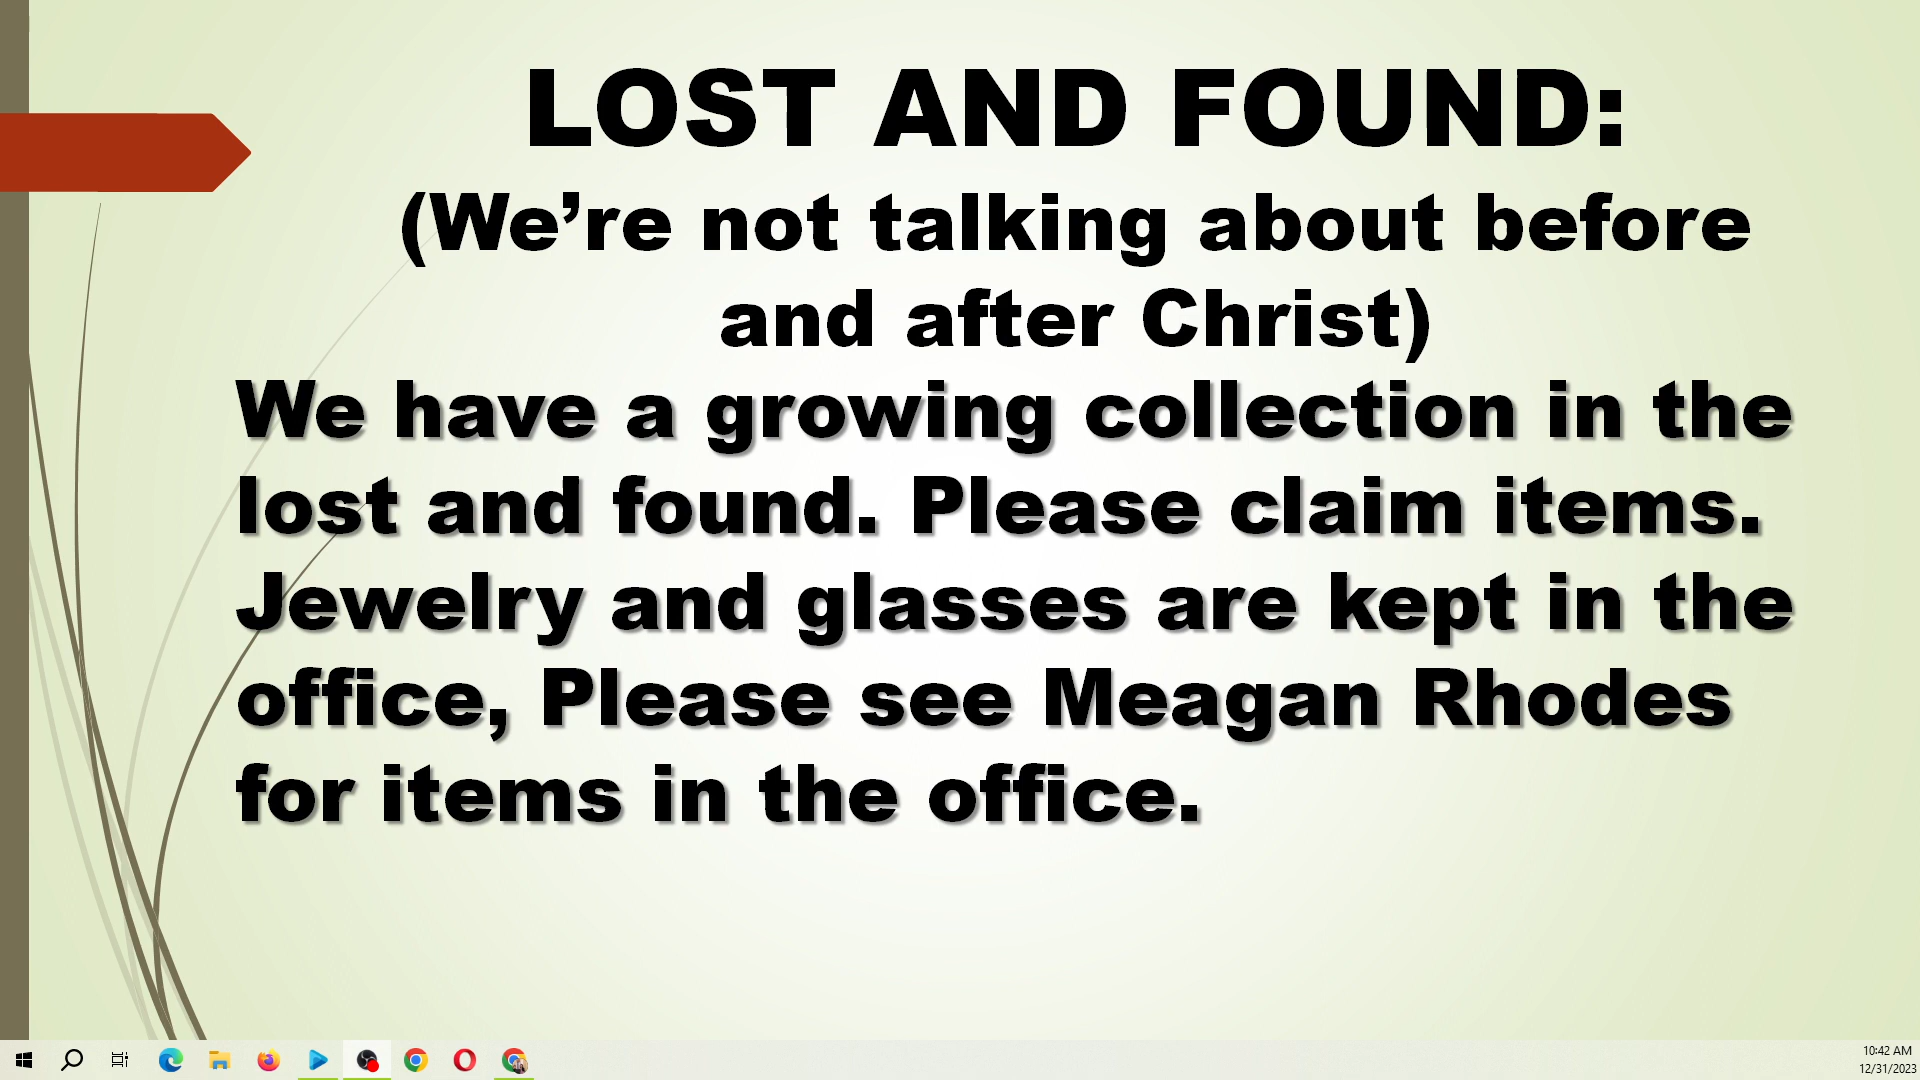 LOST AND FOUND:
(We’re not talking about before
and after Christ)
We have a growing collection in the
lost and found. Please claim items.
Jewelry and glasses are kept in the
office, Please see Meagan Rhodes
for items in the office.
10:42 AM
12/31/2023